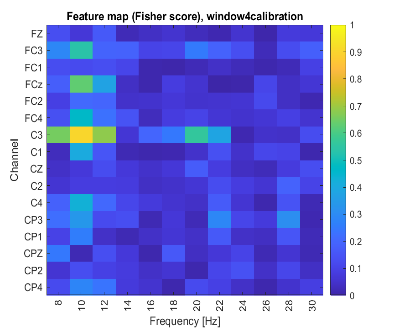 Feature map (Fisher score), window4calibration
FZ
FC3
FC1
FCz
FC2
FC4
C3
C1
CZ
C2
C4
CP3
CP1
CPZ
CP2
CP4
Channel
8 10 12 14 16 18 20 22 24 26 28 30
Frequency [Hz]
1
0.9
0.8
0.7
0.6
0.5
0.4
0.3
0.2
0.1
0